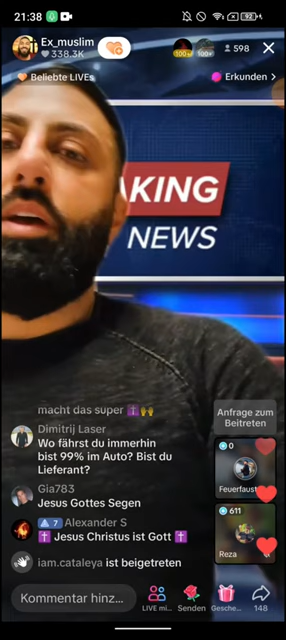 21:38
92
Ex_muslim
338.3K
100+
100+
598
Beliebte LIVEs
Erkunden >
AKING
NEWS
macht das super ✝️🙌
Dimitrij Laser
Wo fährst du immerhin
bist 99% im Auto? Bist du
Lieferant?
Gia783
Jesus Gottes Segen
7 Alexander S
✝️ Jesus Christus ist Gott ✝️
iam.cataleya ist beigetreten
Anfrage zum
Beitreten
0
Feuerfaust
611
Reza
Kommentar hinz...
LIVE mi...
Senden
Gesche...
148